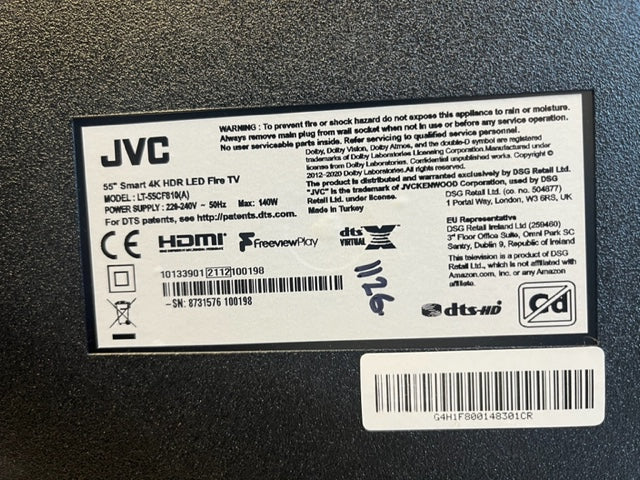 JVC
55" Smart 4K HDR LED Fire TV
MODEL: LT-55CF810(A)
POWER SUPPLY : 220-240V ~ 50Hz Max: 140W
For DTS patents, see http://patents.dts.com.
CE HDMI Freeview Play dts VIRTUAL X
10133901 2112 100198
-SN: 8731576 100198
1126
WARNING : To prevent fire or shock hazard do not expose this appliance to rain or moisture.
Always remove main plug from wall socket when not in use or before any service operation.
No user serviceable parts inside. Refer to qualified service personnel.
Dolby, Dolby Vision, Dolby Atmos, and the double-D symbol are registered
trademarks of Dolby Laboratories Licensing Corporation. Manufactured under
license from Dolby Laboratories. Confidential unpublished works. Copyright ©
2012-2020 Dolby Laboratories. All rights reserved.
The product is distributed and guaranteed exclusively by DSG Retail Ltd.
"JVC" is the trademark of JVCKENWOOD Corporation, used by DSG
Retail Ltd. under license.
Made in Turkey
DSG Retail Ltd. (co. no. 504877)
1 Portal Way, London, W3 6RS, UK
EU Representative
DSG Retail Ireland Ltd (259460)
3rd Floor Office Suite, Omni Park SC
Santry, Dublin 9, Republic of Ireland
This television is a product of DSG
Retail Ltd., which is not affiliated with
Amazon.com, Inc. or any Amazon
affiliate.
dts-HD
Cd
G4H1F800148301CR